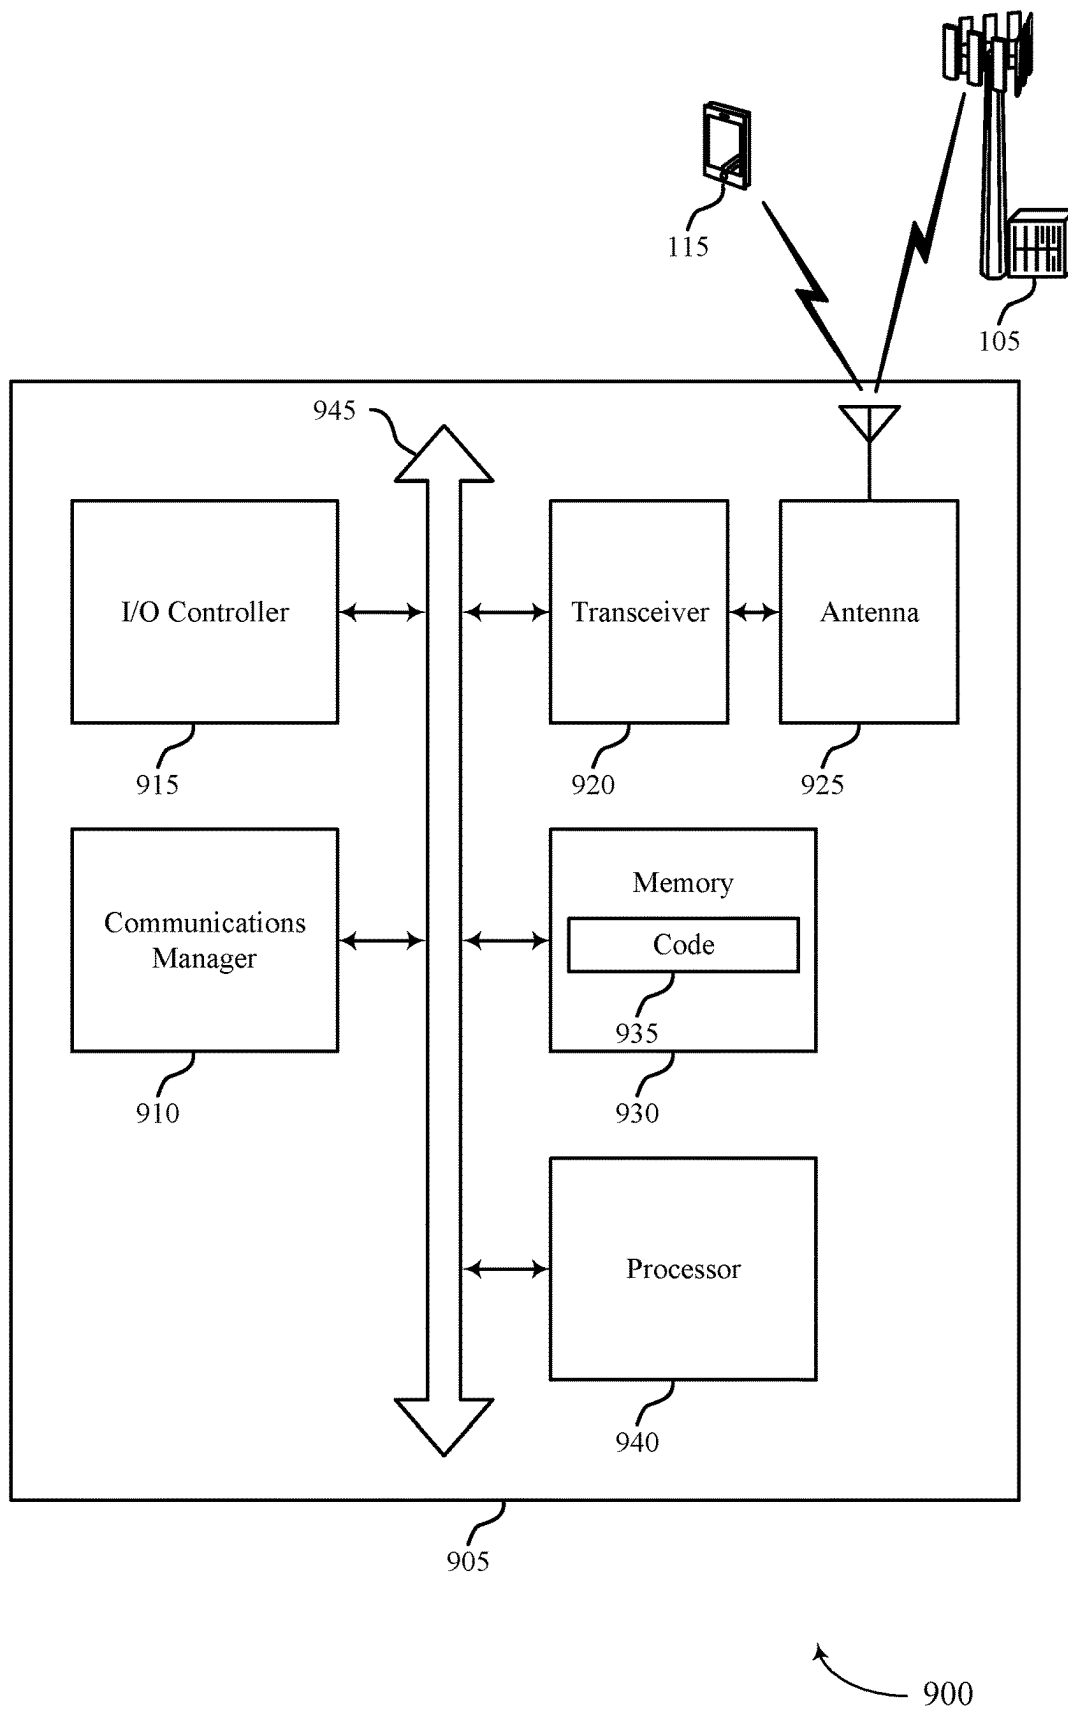 115
105
945
I/O Controller
Transceiver
Antenna
915
920
925
Communications
Manager
Memory
Code
935
910
930
Processor
940
905
900